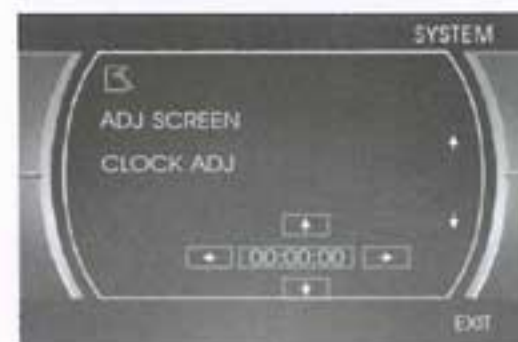 SYSTEM
ADJ SCREEN
CLOCK ADJ
00:00:00
EXIT